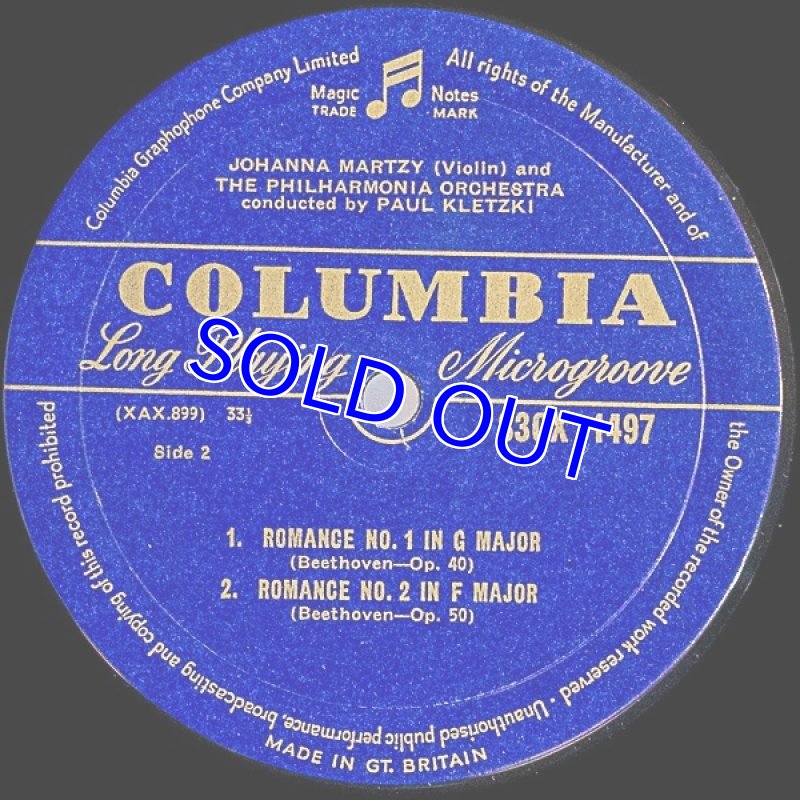 Columbia Graphophone Company Limited
All rights of the Manufacturer and of
the Owner of the recorded work reserved · Unauthorised public performance, broadcasting and copying of this record prohibited
Magic Notes
TRADE MARK
JOHANNA MARTZY (Violin) and
THE PHILHARMONIA ORCHESTRA
conducted by PAUL KLETZKI
COLUMBIA
Long Playing Microgroove
SOLD OUT
(XAX.899) 33⅓
1497
Side 2
1. ROMANCE NO. 1 IN G MAJOR
(Beethoven—Op. 40)
2. ROMANCE NO. 2 IN F MAJOR
(Beethoven—Op. 50)
MADE IN GT. BRITAIN